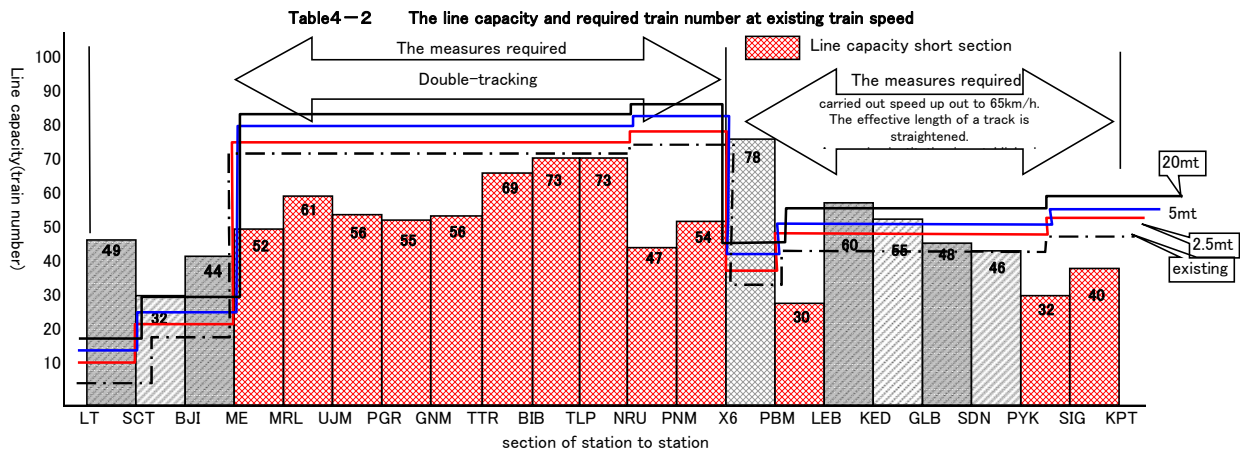 Table4－2 The line capacity and required train number at existing train speed
Line capacity(train number)
100
90
80
70
60
50
40
30
20
10
The measures required
Double-tracking
Line capacity short section
The measures required
carried out speed up out to 65km/h.
The effective length of a track is
straightened.
20mt
5mt
2.5mt
existing
49
32
44
52
61
56
55
56
69
73
73
47
54
78
30
60
55
48
46
32
40
LT SCT BJI ME MRL UJM PGR GNM TTR BIB TLP NRU PNM X6 PBM LEB KED GLB SDN PYK SIG KPT
section of station to station